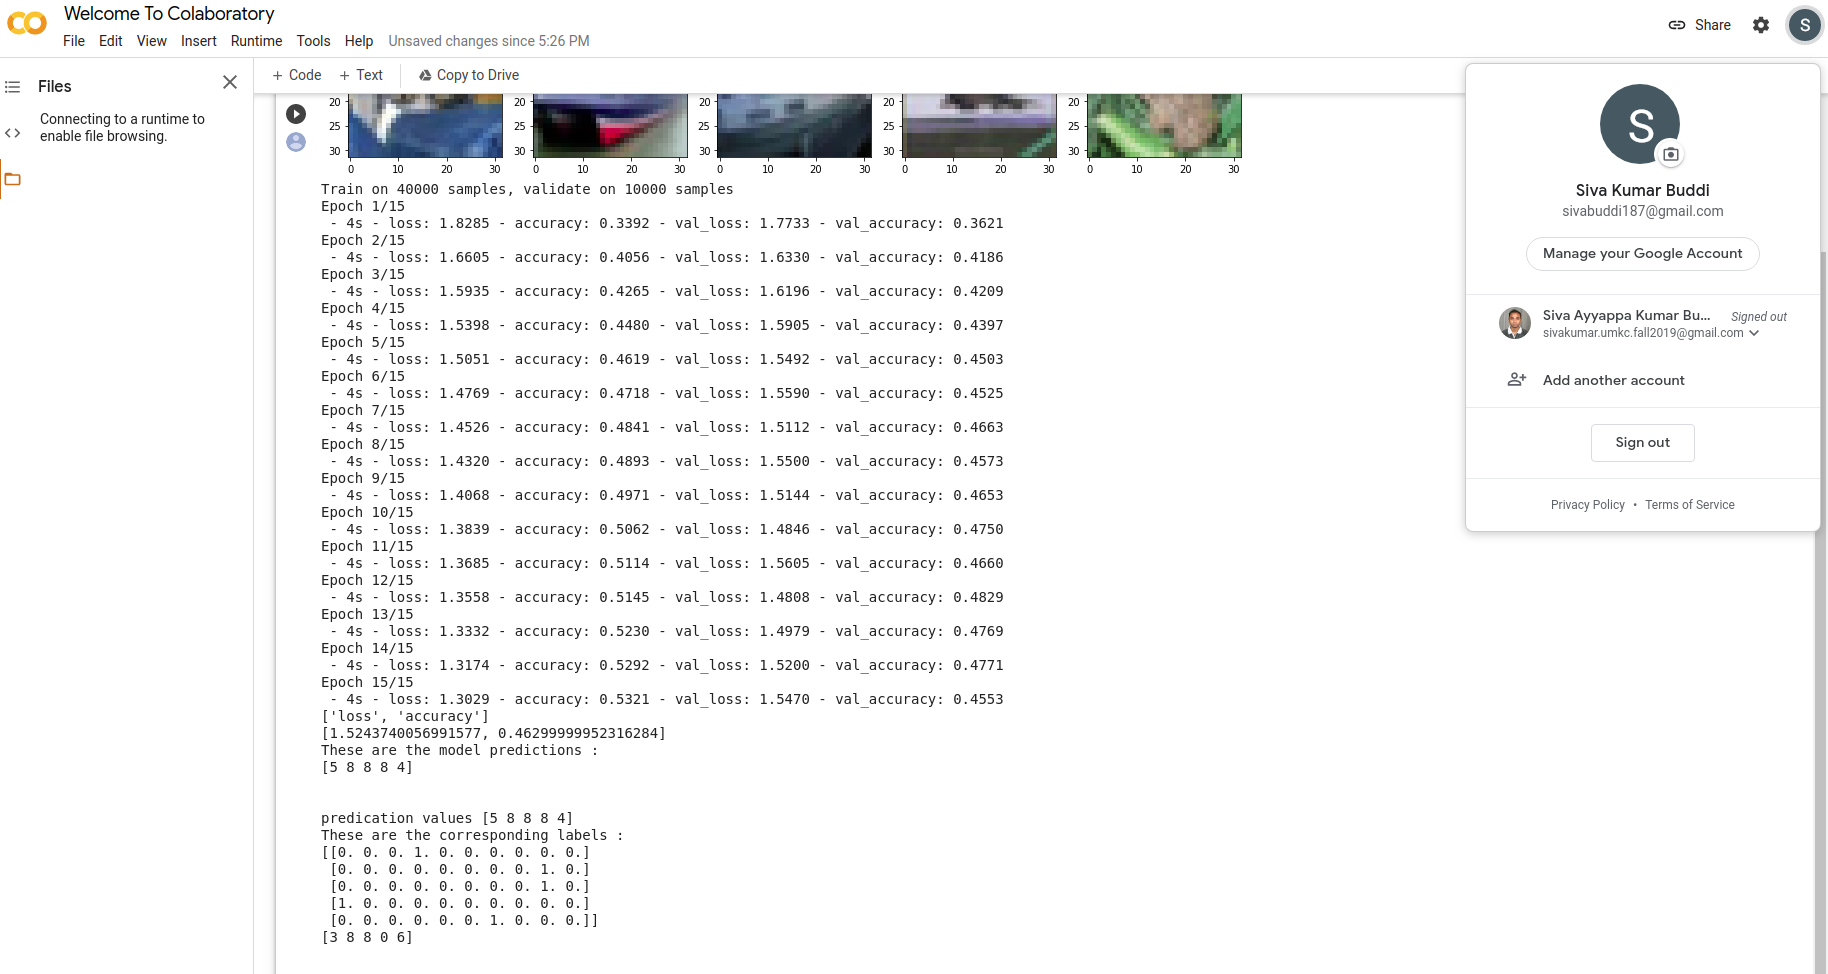 Welcome To Colaboratory
File Edit View Insert Runtime Tools Help Unsaved changes since 5:26 PM
Share
S
Files
Connecting to a runtime to
enable file browsing.
+ Code + Text Copy to Drive
20 20 20 20 20
25 25 25 25 25
30 30 30 30 30
0 10 20 30 0 10 20 30 0 10 20 30 0 10 20 30 0 10 20 30
Train on 40000 samples, validate on 10000 samples
Epoch 1/15
- 4s - loss: 1.8285 - accuracy: 0.3392 - val_loss: 1.7733 - val_accuracy: 0.3621
Epoch 2/15
- 4s - loss: 1.6605 - accuracy: 0.4056 - val_loss: 1.6330 - val_accuracy: 0.4186
Epoch 3/15
- 4s - loss: 1.5935 - accuracy: 0.4265 - val_loss: 1.6196 - val_accuracy: 0.4209
Epoch 4/15
- 4s - loss: 1.5398 - accuracy: 0.4480 - val_loss: 1.5905 - val_accuracy: 0.4397
Epoch 5/15
- 4s - loss: 1.5051 - accuracy: 0.4619 - val_loss: 1.5492 - val_accuracy: 0.4503
Epoch 6/15
- 4s - loss: 1.4769 - accuracy: 0.4718 - val_loss: 1.5590 - val_accuracy: 0.4525
Epoch 7/15
- 4s - loss: 1.4526 - accuracy: 0.4841 - val_loss: 1.5112 - val_accuracy: 0.4663
Epoch 8/15
- 4s - loss: 1.4320 - accuracy: 0.4893 - val_loss: 1.5500 - val_accuracy: 0.4573
Epoch 9/15
- 4s - loss: 1.4068 - accuracy: 0.4971 - val_loss: 1.5144 - val_accuracy: 0.4653
Epoch 10/15
- 4s - loss: 1.3839 - accuracy: 0.5062 - val_loss: 1.4846 - val_accuracy: 0.4750
Epoch 11/15
- 4s - loss: 1.3685 - accuracy: 0.5114 - val_loss: 1.5605 - val_accuracy: 0.4660
Epoch 12/15
- 4s - loss: 1.3558 - accuracy: 0.5145 - val_loss: 1.4808 - val_accuracy: 0.4829
Epoch 13/15
- 4s - loss: 1.3332 - accuracy: 0.5230 - val_loss: 1.4979 - val_accuracy: 0.4769
Epoch 14/15
- 4s - loss: 1.3174 - accuracy: 0.5292 - val_loss: 1.5200 - val_accuracy: 0.4771
Epoch 15/15
- 4s - loss: 1.3029 - accuracy: 0.5321 - val_loss: 1.5470 - val_accuracy: 0.4553
['loss', 'accuracy']
[1.5243740056991577, 0.46299999952316284]
These are the model predictions :
[5 8 8 8 4]
predication values [5 8 8 8 4]
These are the corresponding labels :
[[0. 0. 0. 1. 0. 0. 0. 0. 0. 0.]
[0. 0. 0. 0. 0. 0. 0. 0. 1. 0.]
[0. 0. 0. 0. 0. 0. 0. 0. 1. 0.]
[1. 0. 0. 0. 0. 0. 0. 0. 0. 0.]
[0. 0. 0. 0. 0. 0. 1. 0. 0. 0.]]
[3 8 8 0 6]
S
Siva Kumar Buddi
sivabuddi187@gmail.com
Manage your Google Account
Siva Ayyappa Kumar Bu... Signed out
sivakumar.umkc.fall2019@gmail.com
Add another account
Sign out
Privacy Policy • Terms of Service